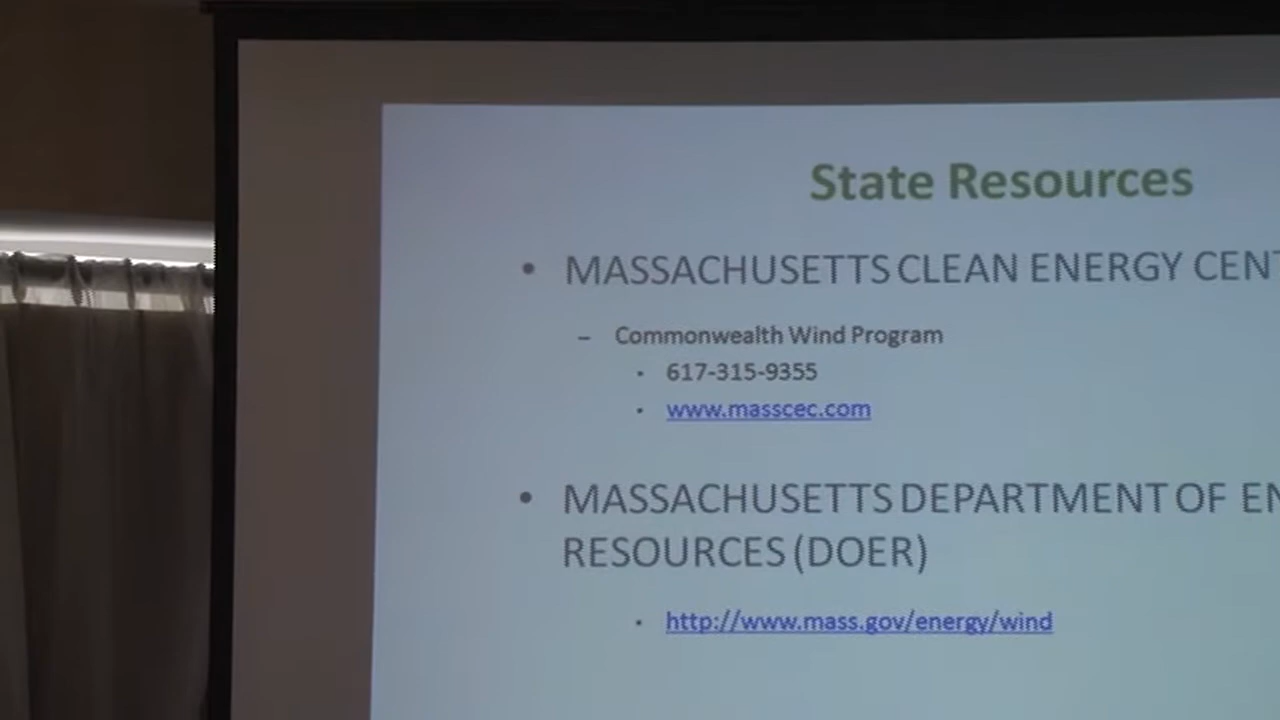 State Resources
• MASSACHUSETTS CLEAN ENERGY
– Commonwealth Wind Program
• 617-315-9355
• www.masscec.com
• MASSACHUSETTS DEPARTMENT OF
RESOURCES (DOER)
• http://www.mass.gov/energy/wind